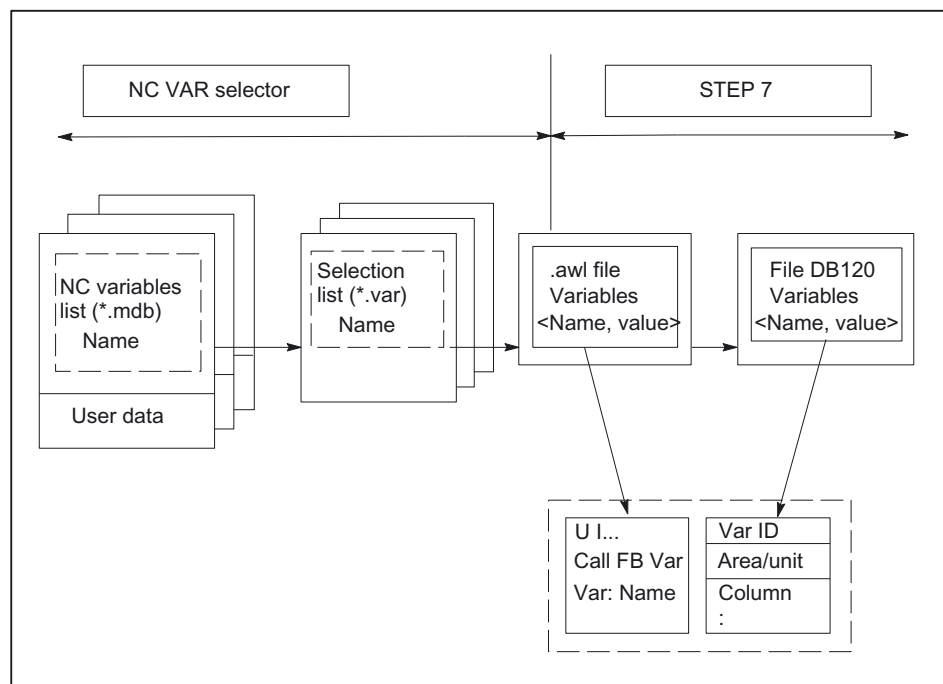 NC VAR selector
STEP 7
NC variables
list (*.mdb)
Name
User data
Selection
list (*.var)
Name
.awl file
Variables
<Name, value>
File DB120
Variables
<Name, value>
U I...
Call FB Var
Var: Name
Var ID
Area/unit
Column
: